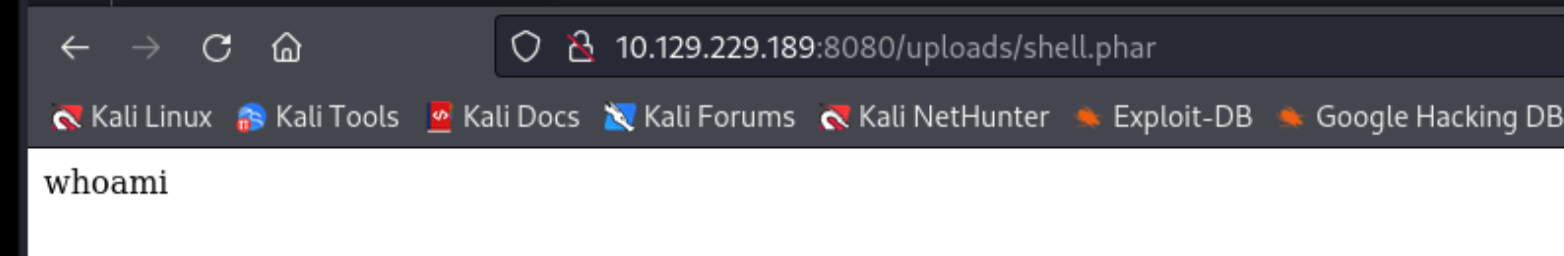 10.129.229.189:8080/uploads/shell.phar
Kali Linux Kali Tools Kali Docs Kali Forums Kali NetHunter Exploit-DB Google Hacking DB
whoami